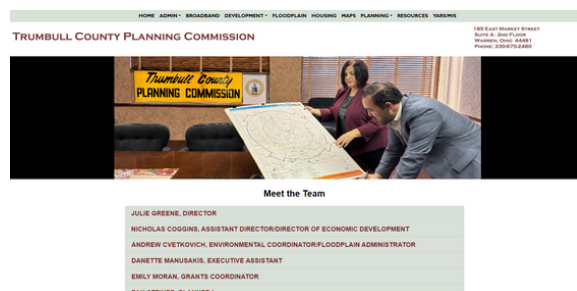 HOME ADMIN BROADBAND DEVELOPMENT FLOODPLAIN HOUSING MAPS PLANNING RESOURCES YARSMIS
TRUMBULL COUNTY PLANNING COMMISSION
185 EAST MARKET STREET
SUITE A - 2ND FLOOR
WARREN, OHIO 44481
PHONE: 330-675-2480
Trumbull County
PLANNING COMMISSION
Meet the Team
JULIE GREENE, DIRECTOR
NICHOLAS COGGINS, ASSISTANT DIRECTOR/DIRECTOR OF ECONOMIC DEVELOPMENT
ANDREW CVETKOVICH, ENVIRONMENTAL COORDINATOR/FLOODPLAIN ADMINISTRATOR
DANETTE MANUSAKIS, EXECUTIVE ASSISTANT
EMILY MORAN, GRANTS COORDINATOR